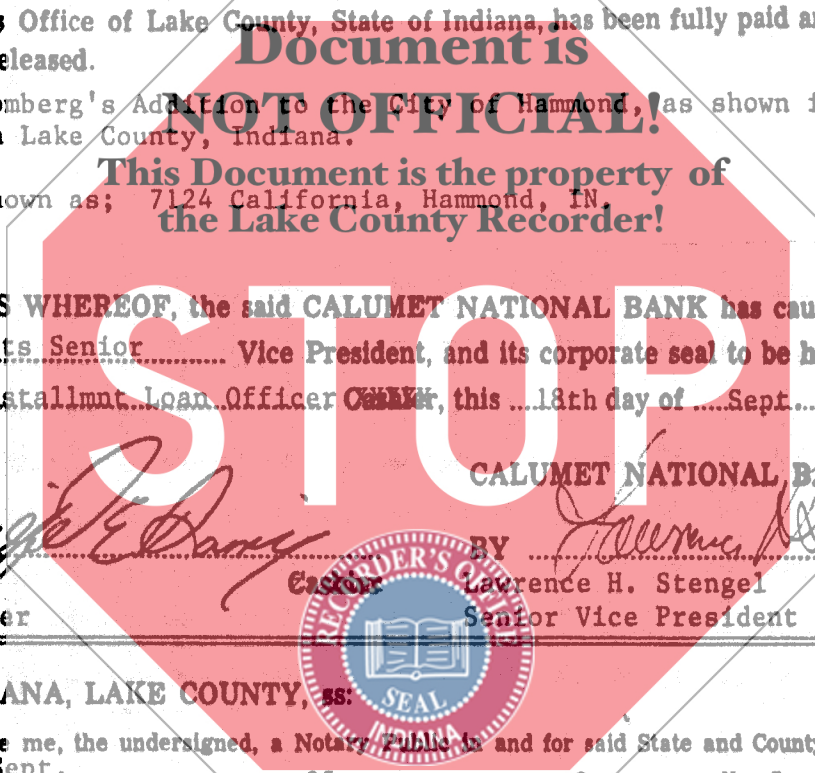 s Office of Lake County, State of Indiana, has been fully paid a
Document is
eleased.
omberg's Addition to the City of Hammond, as shown i
NOT OFFICIAL!
Lake County, Indiana.
This Document is the property of
own as; 7124 California, Hammond, IN.
the Lake County Recorder!
STOP
S WHEREOF, the said CALUMET NATIONAL BANK has cau
ts Senior Vice President, and its corporate seal to be h
stallmnt Loan Officer Cashier, this 18th day of Sept
CALUMET NATIONAL B
BY
Cashier Lawrence H. Stengel
er Senior Vice President
RECORDER'S OFFICE
SEAL
INDIANA
ANA, LAKE COUNTY, ss:
e me, the undersigned, a Notary Public in and for said State and County
Sept